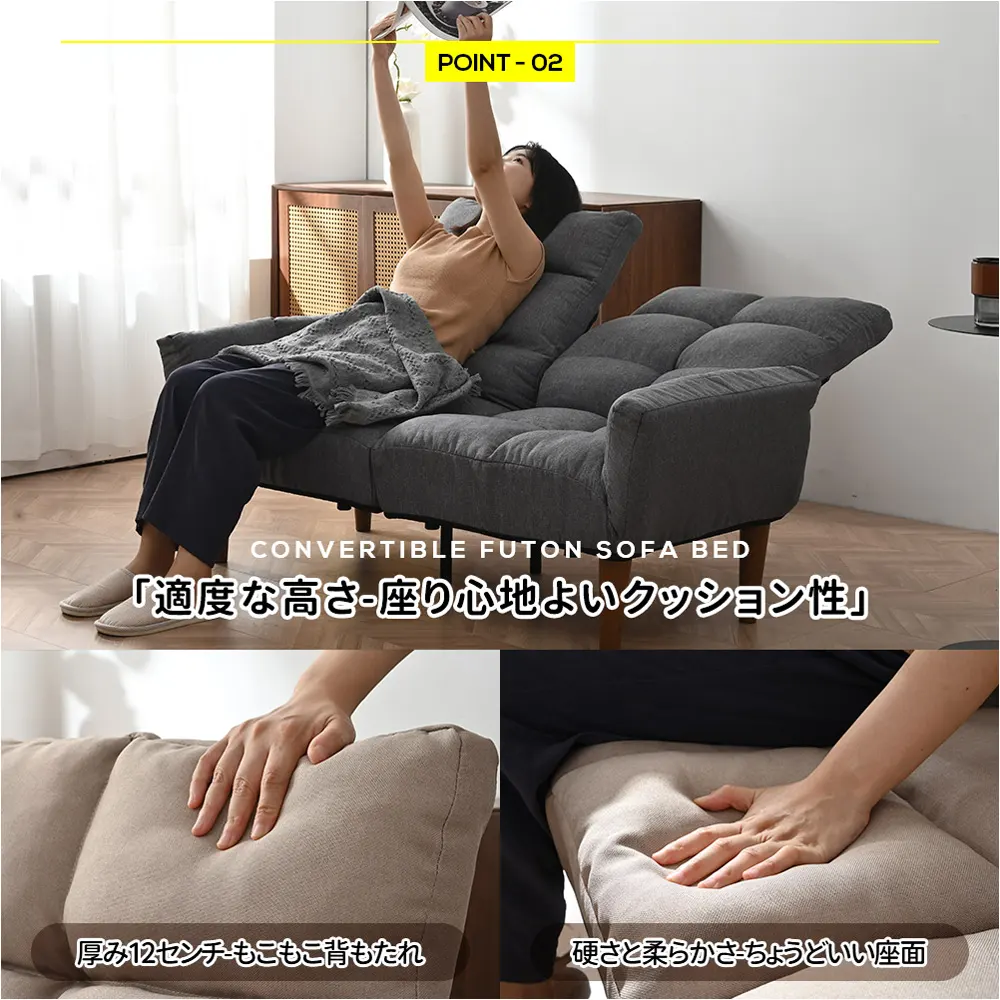 POINT - 02
CONVERTIBLE FUTON SOFA BED
「適度な高さ-座り心地よいクッション性」
厚み12センチ-もこもこ背もたれ
硬さと柔らかさ-ちょうどいい座面